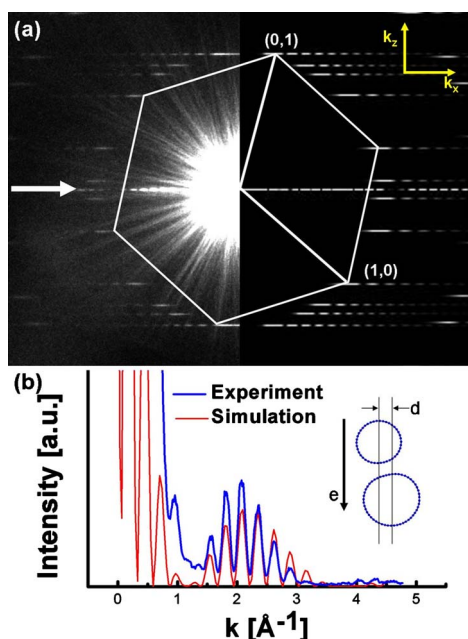 (a)
(0,1)
k_z
k_x
(1,0)
(b)
Experiment
Simulation
d
e
Intensity [a.u.]
0 1 2 3 4 5
k [Å⁻¹]